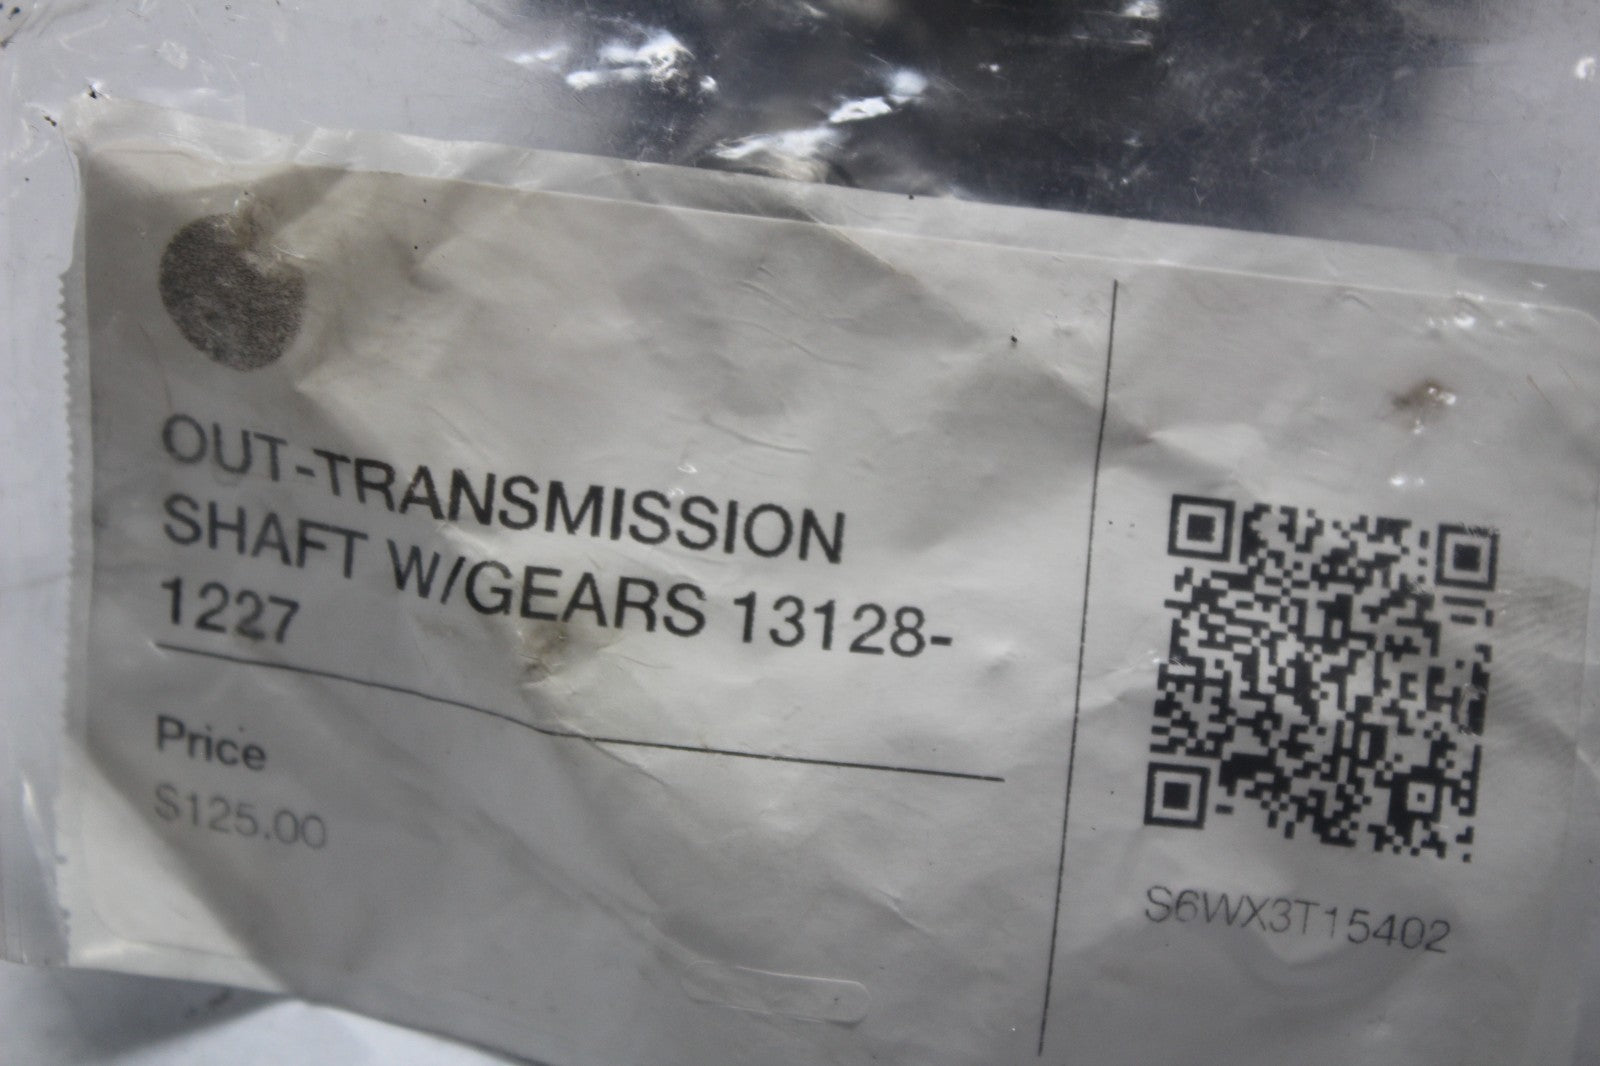 OUT-TRANSMISSION
SHAFT W/GEARS 13128-
1227
Price
$125.00
S6WX3T15402